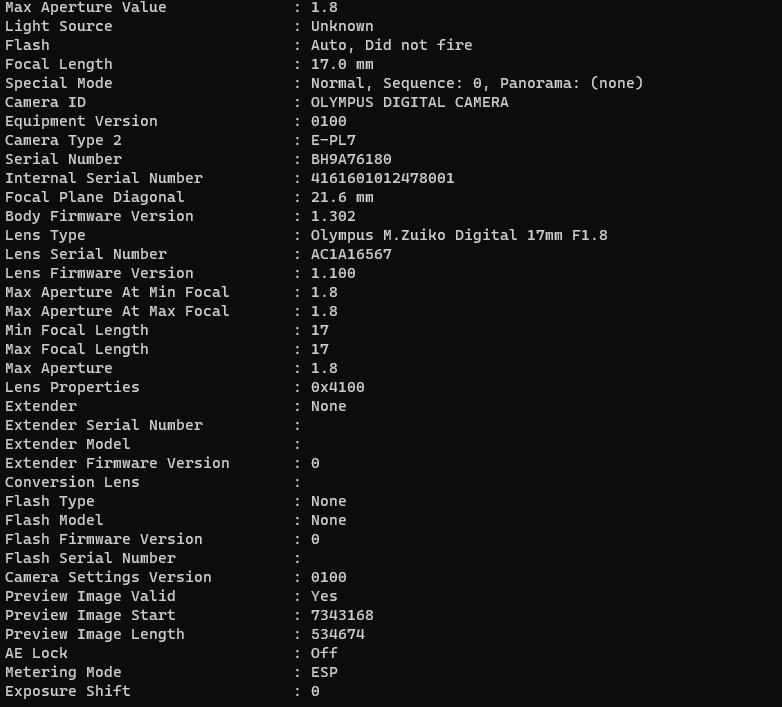 Max Aperture Value : 1.8
Light Source : Unknown
Flash : Auto, Did not fire
Focal Length : 17.0 mm
Special Mode : Normal, Sequence: 0, Panorama: (none)
Camera ID : OLYMPUS DIGITAL CAMERA
Equipment Version : 0100
Camera Type 2 : E-PL7
Serial Number : BH9A76180
Internal Serial Number : 4161601012478001
Focal Plane Diagonal : 21.6 mm
Body Firmware Version : 1.302
Lens Type : Olympus M.Zuiko Digital 17mm F1.8
Lens Serial Number : AC1A16567
Lens Firmware Version : 1.100
Max Aperture At Min Focal : 1.8
Max Aperture At Max Focal : 1.8
Min Focal Length : 17
Max Focal Length : 17
Max Aperture : 1.8
Lens Properties : 0x4100
Extender : None
Extender Serial Number :
Extender Model :
Extender Firmware Version : 0
Conversion Lens :
Flash Type : None
Flash Model : None
Flash Firmware Version : 0
Flash Serial Number :
Camera Settings Version : 0100
Preview Image Valid : Yes
Preview Image Start : 7343168
Preview Image Length : 534674
AE Lock : Off
Metering Mode : ESP
Exposure Shift : 0